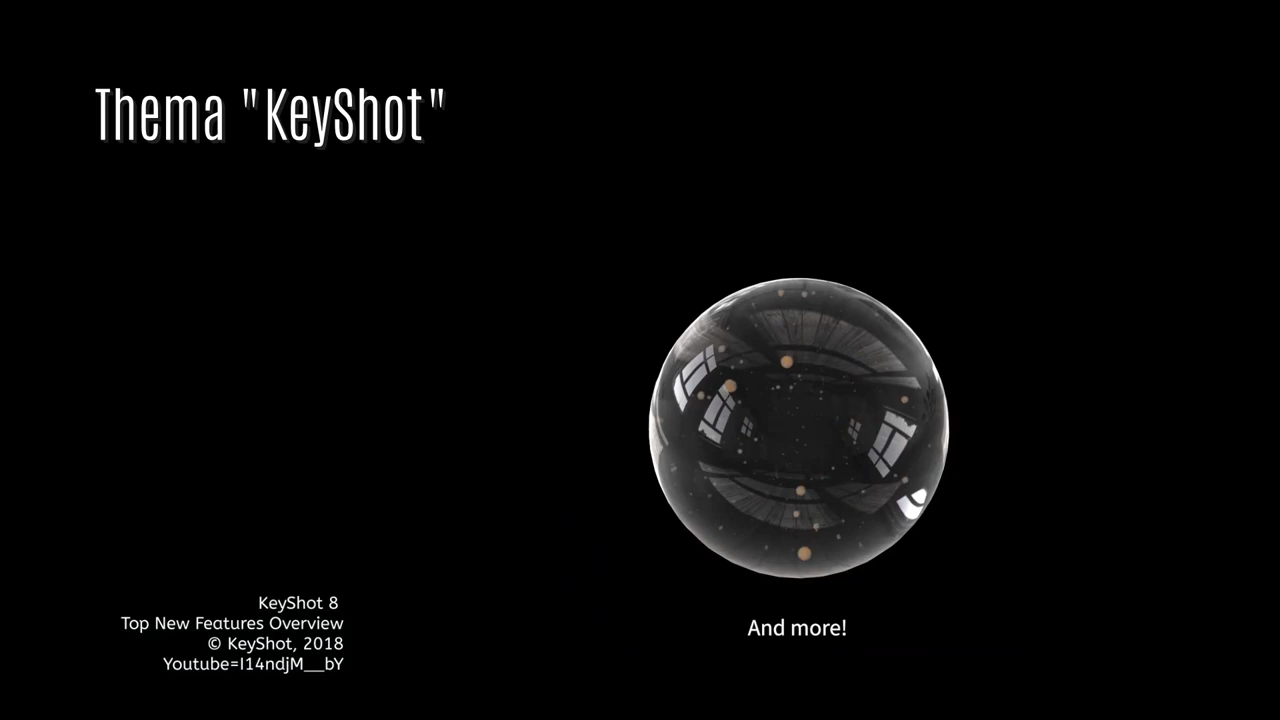 Thema "KeyShot"
KeyShot 8
Top New Features Overview
© KeyShot, 2018
Youtube=I14ndjM__bY
And more!